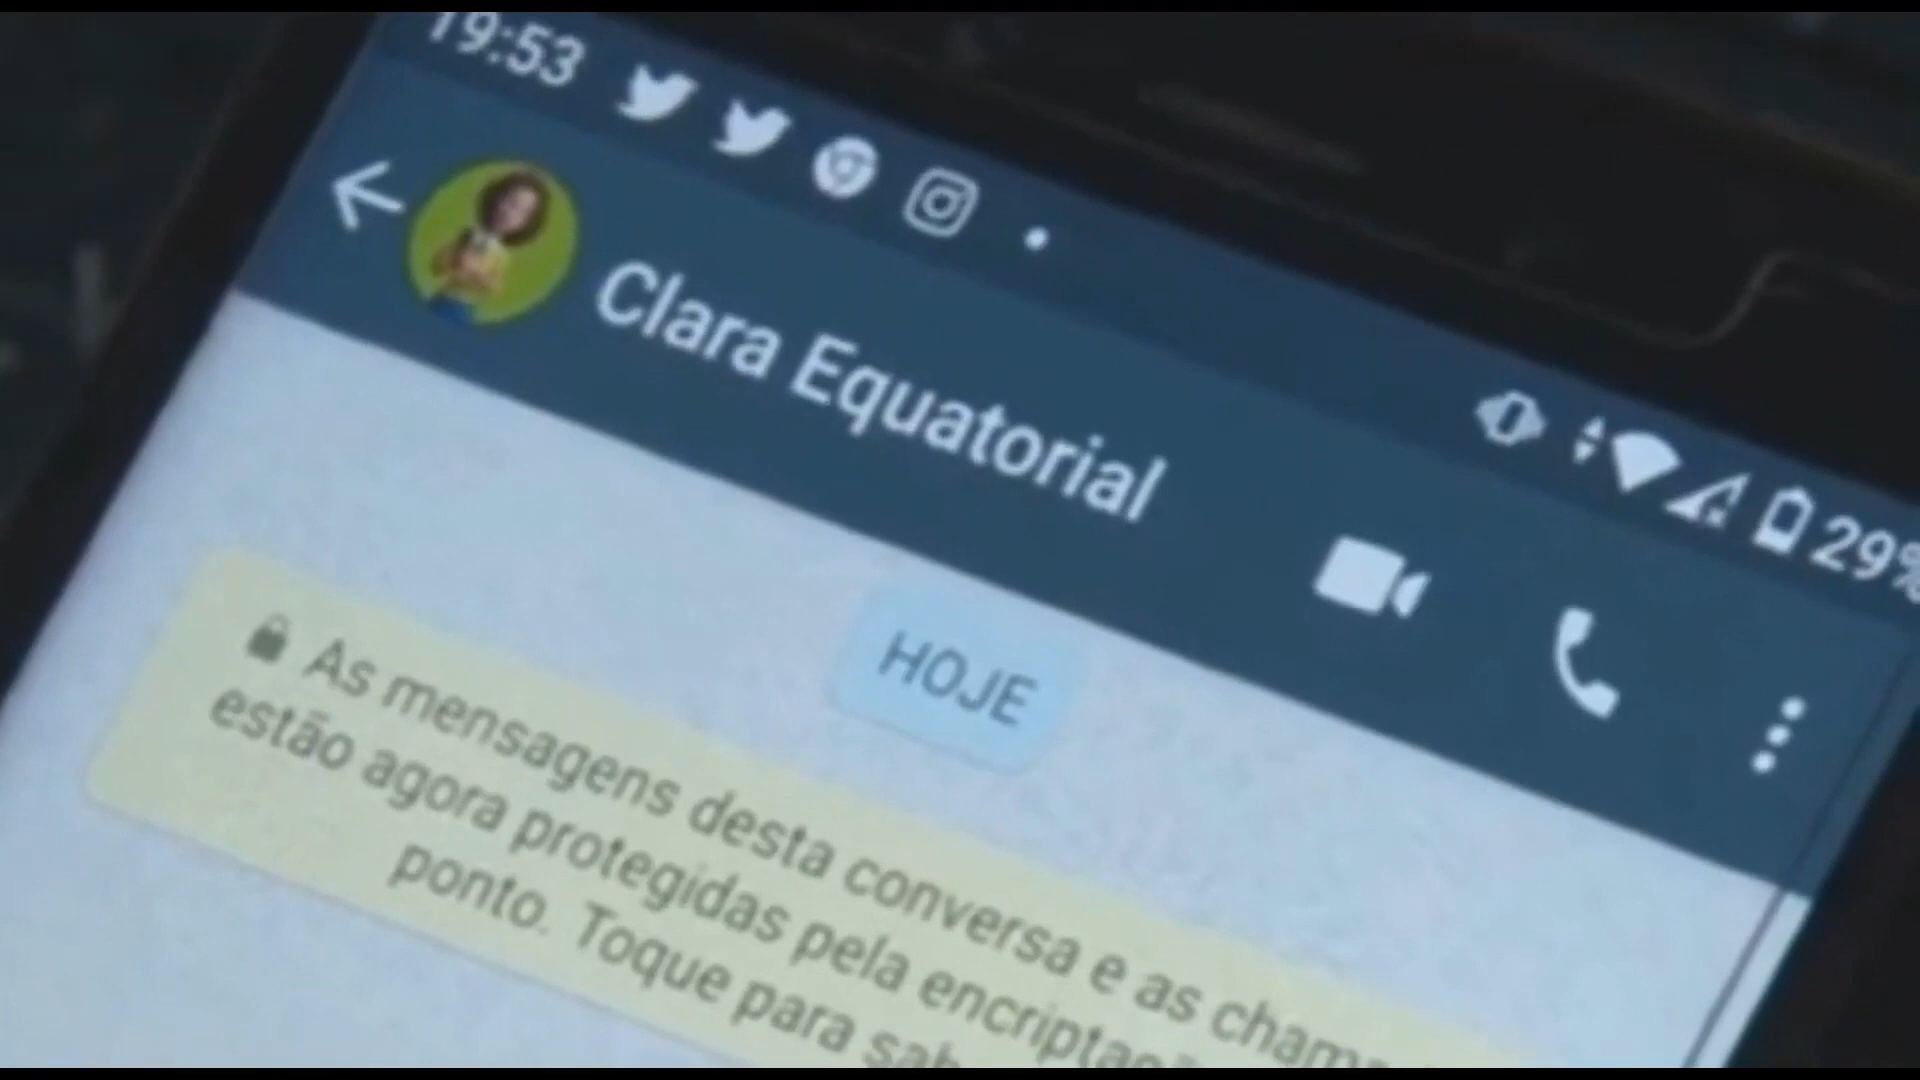 19:53
29%
Clara Equatorial
HOJE
As mensagens desta conversa e as
estão agora protegidas pela
ponto. Toque para